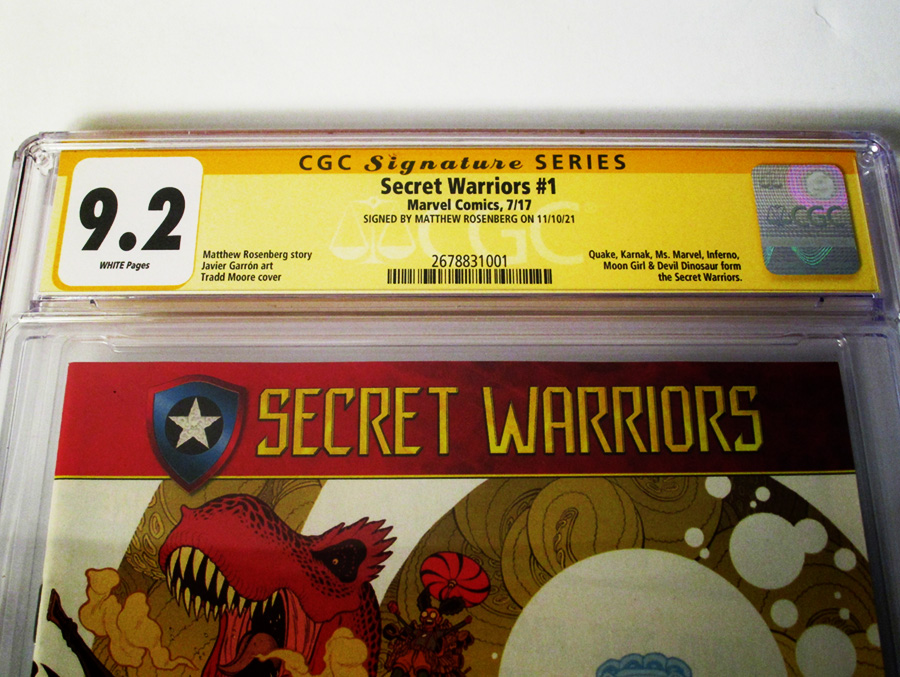 CGC Signature SERIES
9.2
WHITE Pages
Secret Warriors #1
Marvel Comics, 7/17
SIGNED BY MATTHEW ROSENBERG ON 11/10/21
Matthew Rosenberg story
Javier Garrón art
Tradd Moore cover
2678831001
Quake, Karnak, Ms. Marvel, Inferno,
Moon Girl & Devil Dinosaur form
the Secret Warriors.
CGC
CGC
SECRET WARRIORS